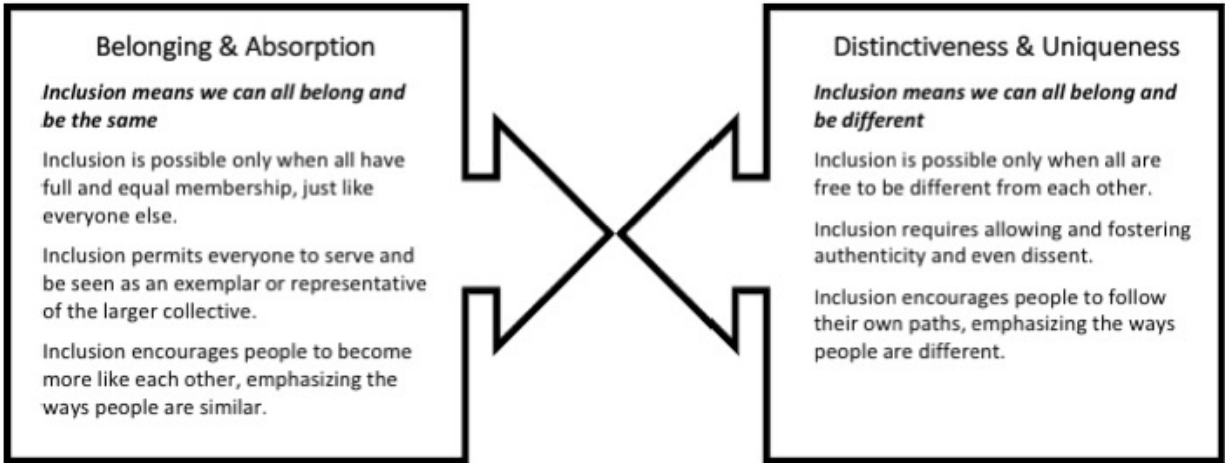 Belonging & Absorption
Inclusion means we can all belong and
be the same
Inclusion is possible only when all have
full and equal membership, just like
everyone else.
Inclusion permits everyone to serve and
be seen as an exemplar or representative
of the larger collective.
Inclusion encourages people to become
more like each other, emphasizing the
ways people are similar.
Distinctiveness & Uniqueness
Inclusion means we can all belong and
be different
Inclusion is possible only when all are
free to be different from each other.
Inclusion requires allowing and fostering
authenticity and even dissent.
Inclusion encourages people to follow
their own paths, emphasizing the ways
people are different.